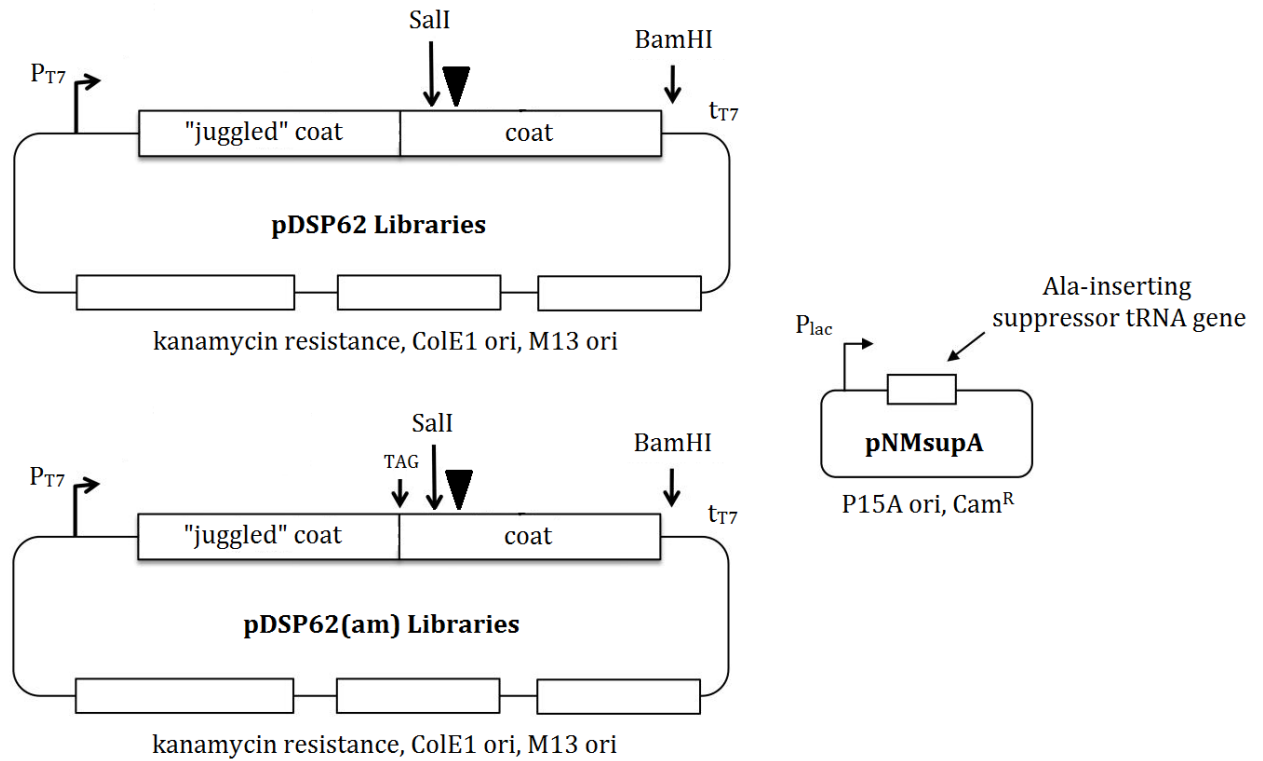 SalI
BamHI
PT7
tT7
"juggled" coat
coat
pDSP62 Libraries
kanamycin resistance, ColE1 ori, M13 ori
Ala-inserting
suppressor tRNA gene
Plac
pNMsupA
P15A ori, CamR
SalI
TAG
BamHI
PT7
tT7
"juggled" coat
coat
pDSP62(am) Libraries
kanamycin resistance, ColE1 ori, M13 ori